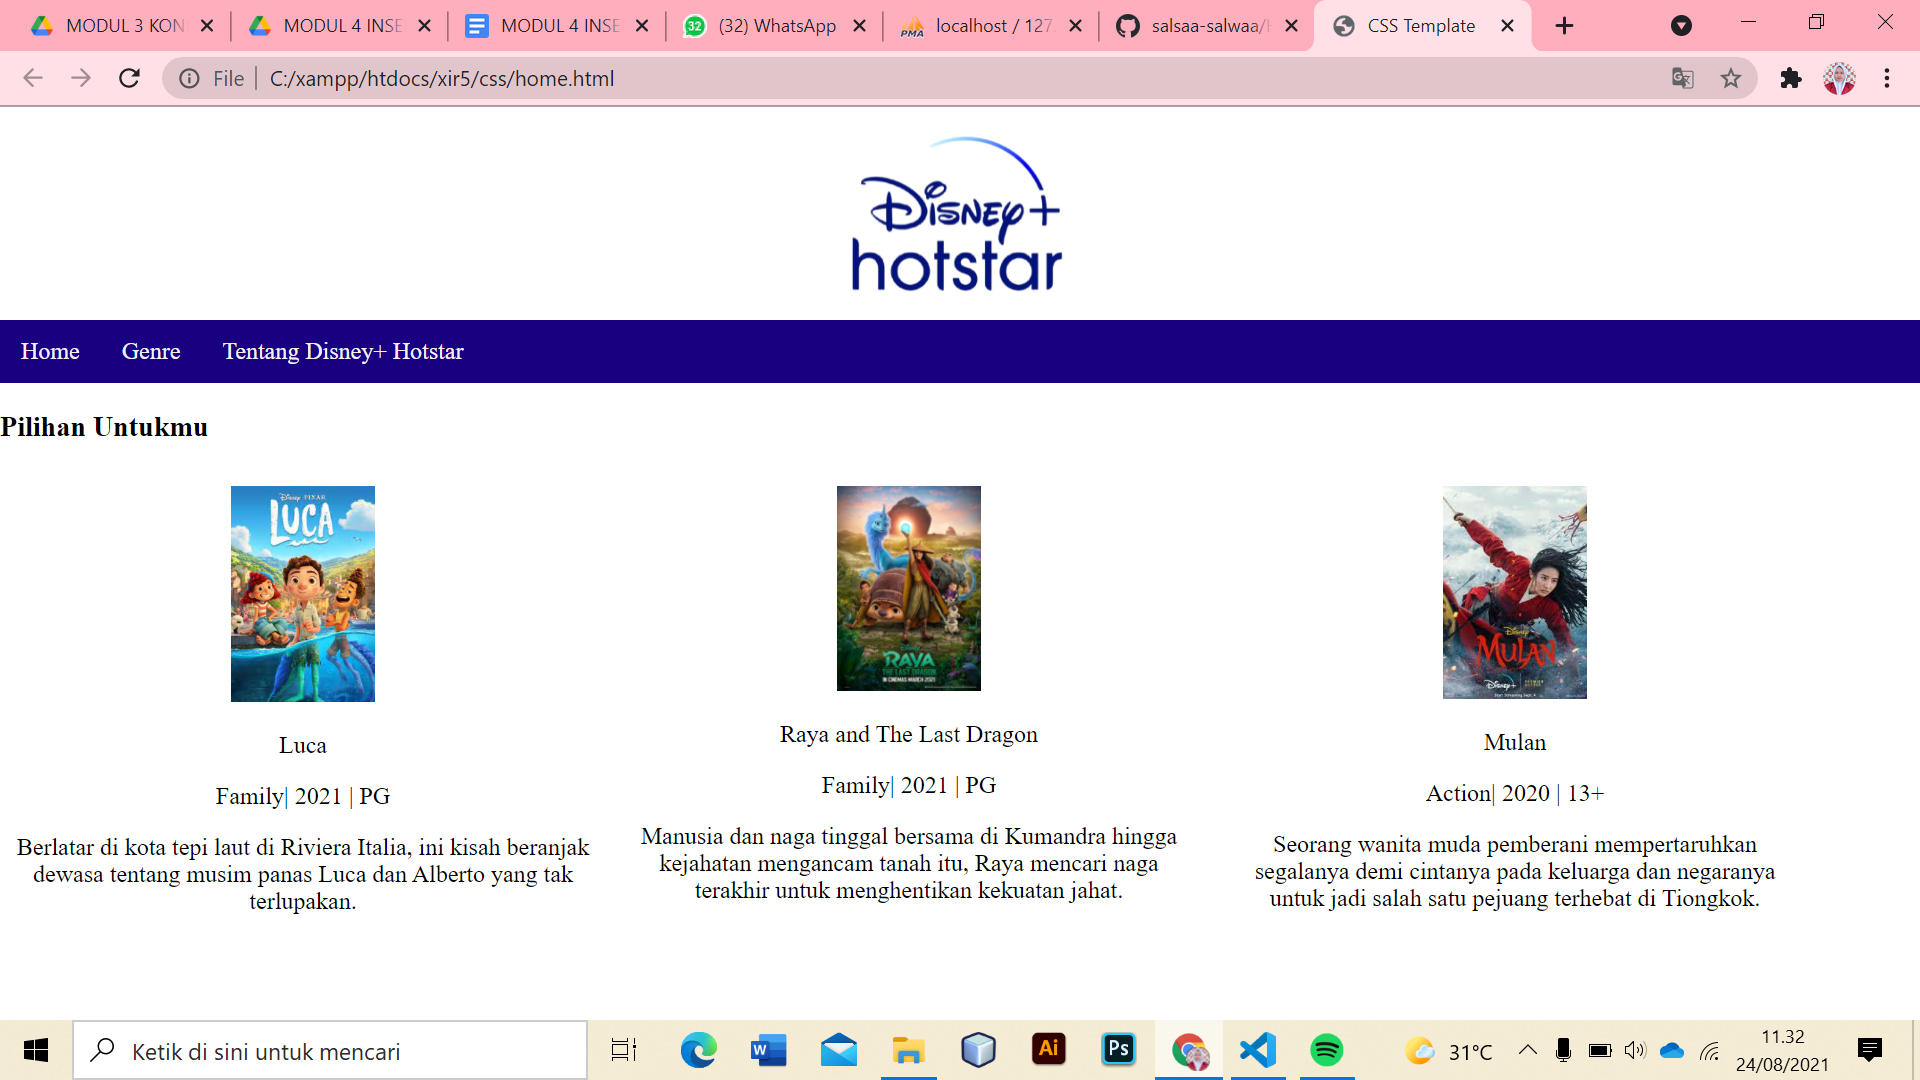 MODUL 3 KON
MODUL 4 INSE
MODUL 4 INSE
(32) WhatsApp
localhost / 127.
salsaa-salwaa/
CSS Template
File
C:/xampp/htdocs/xir5/css/home.html
Disney+
hotstar
Home
Genre
Tentang Disney+ Hotstar
Pilihan Untukmu
DISNEY PIXAR
LUCA
Disney
RAYA
THE LAST DRAGON
IN CINEMAS MARCH 2021
Disney
MULAN
Disney+
Luca
Family| 2021 | PG
Berlatar di kota tepi laut di Riviera Italia, ini kisah beranjak
dewasa tentang musim panas Luca dan Alberto yang tak
terlupakan.
Raya and The Last Dragon
Family| 2021 | PG
Manusia dan naga tinggal bersama di Kumandra hingga
kejahatan mengancam tanah itu, Raya mencari naga
terakhir untuk menghentikan kekuatan jahat.
Mulan
Action| 2020 | 13+
Seorang wanita muda pemberani mempertaruhkan
segalanya demi cintanya pada keluarga dan negaranya
untuk jadi salah satu pejuang terhebat di Tiongkok.
Ketik di sini untuk mencari
31°C
11.32
24/08/2021